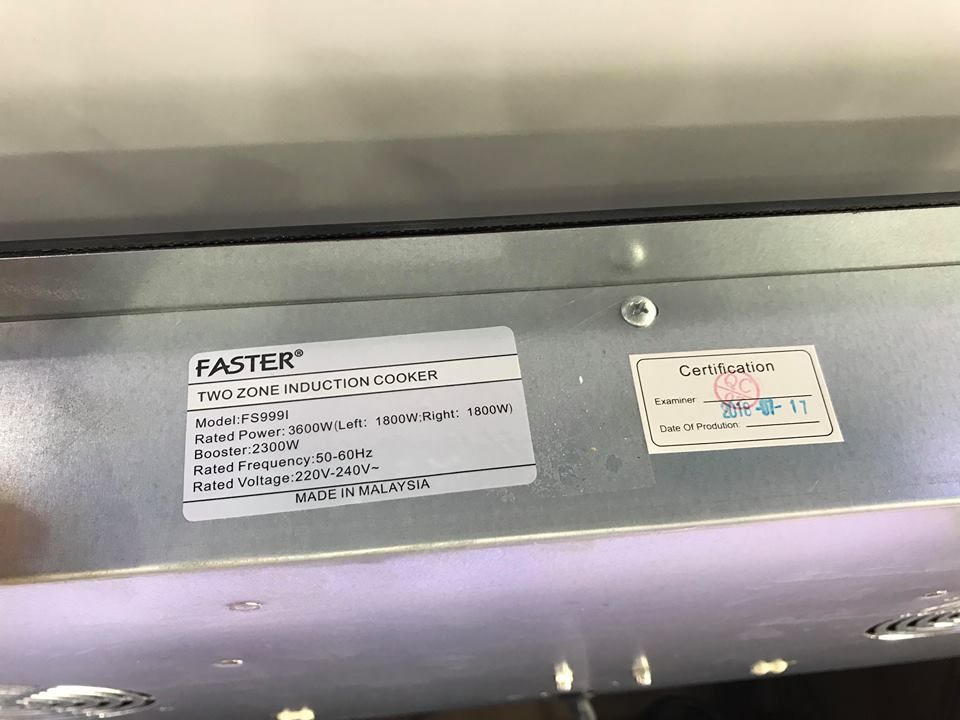 FASTER®
TWO ZONE INDUCTION COOKER
Model:FS999I
Rated Power:3600W(Left: 1800W;Right: 1800W)
Booster:2300W
Rated Frequency:50-60Hz
Rated Voltage:220V-240V~
MADE IN MALAYSIA
Certification
QC
Examiner
2018-07-17
Date Of Prodution: